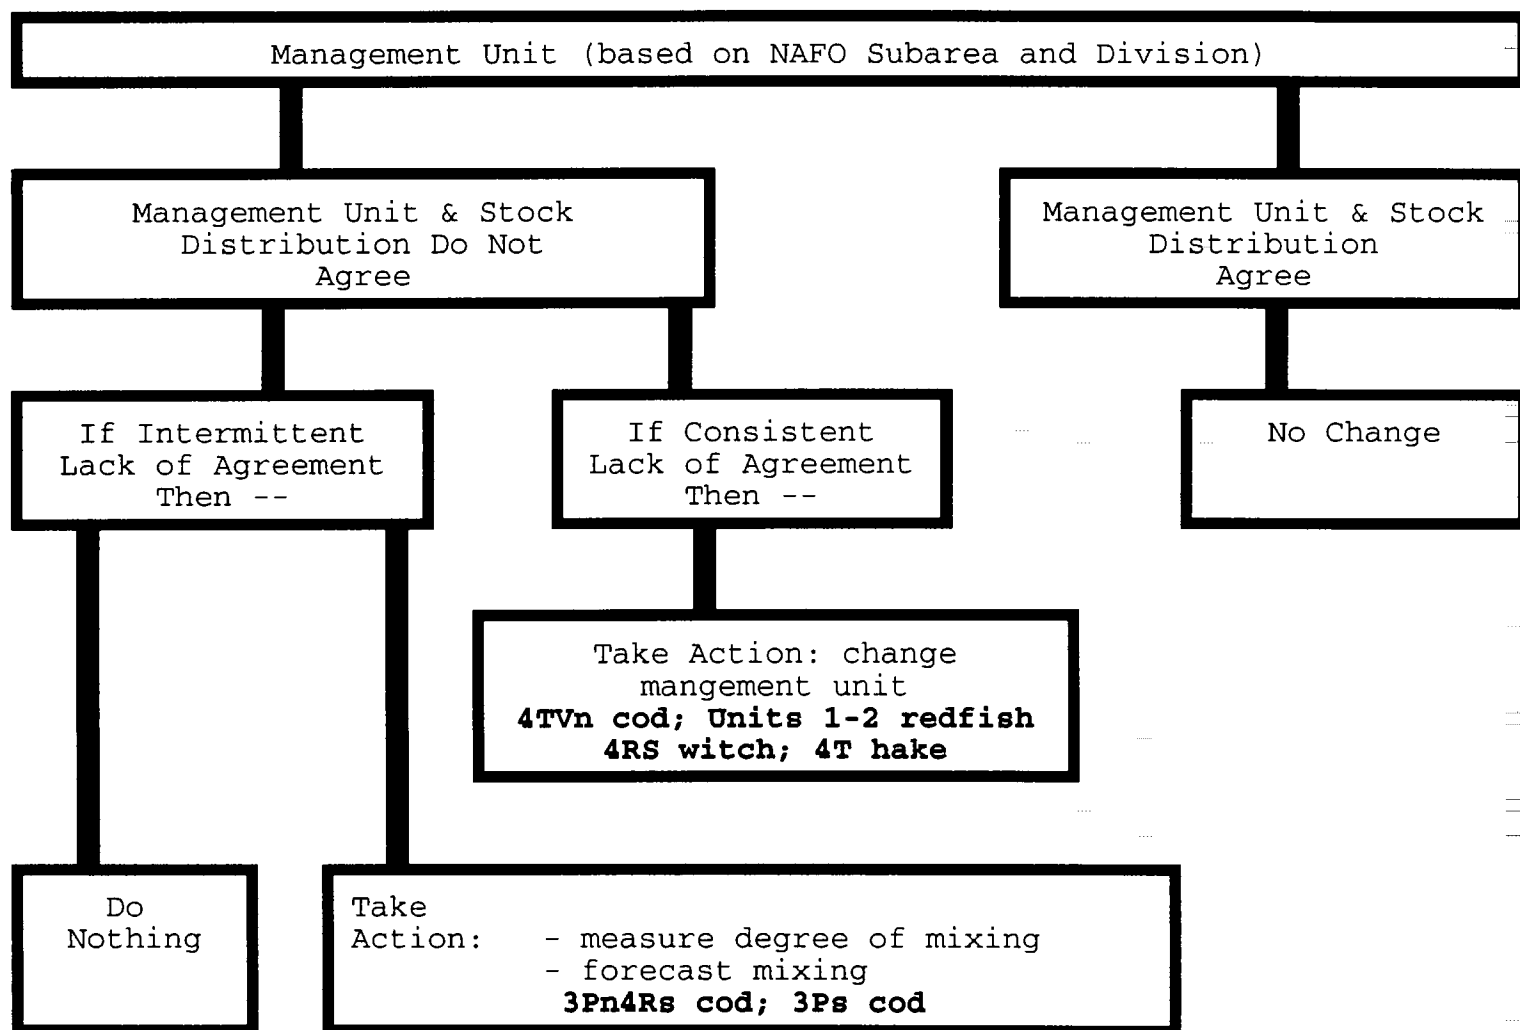 Management Unit (based on NAFO Subarea and Division)
Management Unit & Stock
Distribution Do Not
Agree
Management Unit & Stock
Distribution
Agree
If Intermittent
Lack of Agreement
Then --
If Consistent
Lack of Agreement
Then --
No Change
Take Action: change
mangement unit
4TVn cod; Units 1-2 redfish
4RS witch; 4T hake
Do
Nothing
Take
Action: - measure degree of mixing
- forecast mixing
3Pn4Rs cod; 3Ps cod